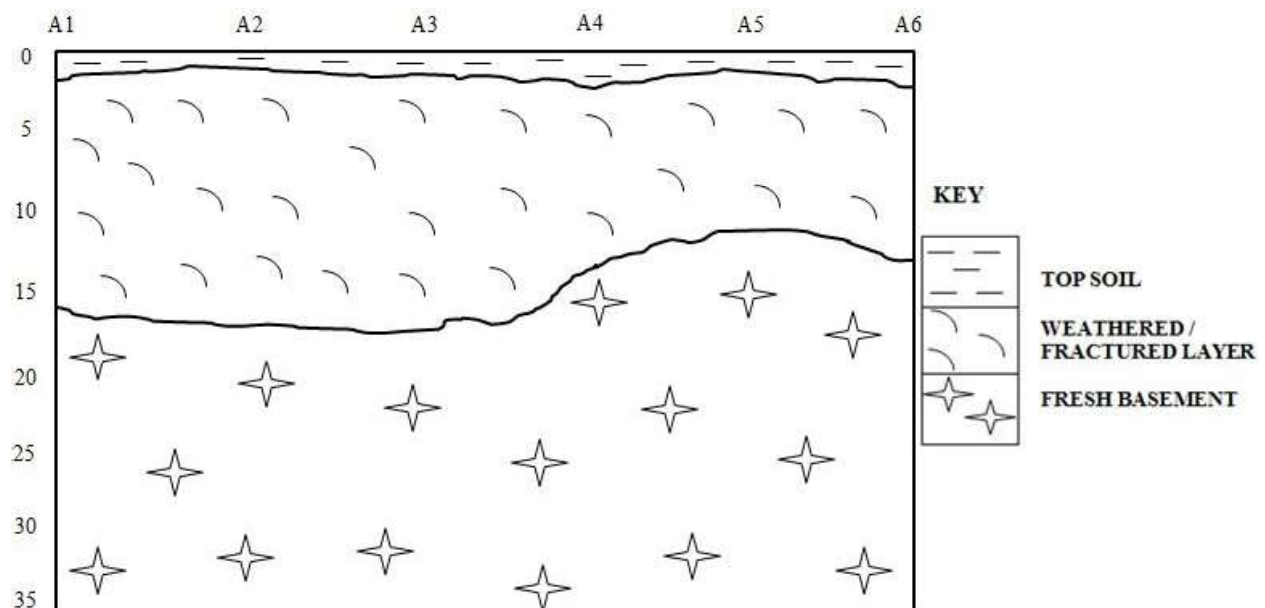 A1 A2 A3 A4 A5 A6
0
5
10
15
20
25
30
35
KEY
TOP SOIL
WEATHERED /
FRACTURED LAYER
FRESH BASEMENT